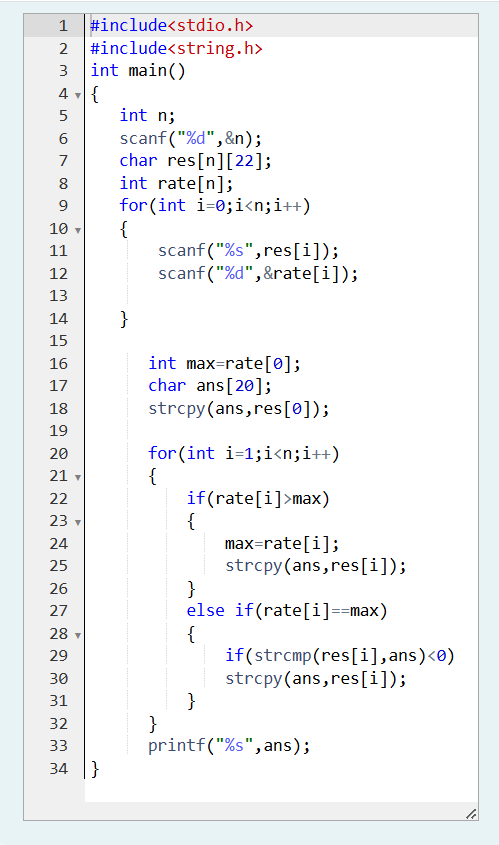 1 #include<stdio.h>
2 #include<string.h>
3 int main()
4 {
5 int n;
6 scanf("%d",&n);
7 char res[n][22];
8 int rate[n];
9 for(int i=0;i<n;i++)
10 {
11 scanf("%s",res[i]);
12 scanf("%d",&rate[i]);
13
14 }
15
16 int max=rate[0];
17 char ans[20];
18 strcpy(ans,res[0]);
19
20 for(int i=1;i<n;i++)
21 {
22 if(rate[i]>max)
23 {
24 max=rate[i];
25 strcpy(ans,res[i]);
26 }
27 else if(rate[i]==max)
28 {
29 if(strcmp(res[i],ans)<0)
30 strcpy(ans,res[i]);
31 }
32 }
33 printf("%s",ans);
34 }